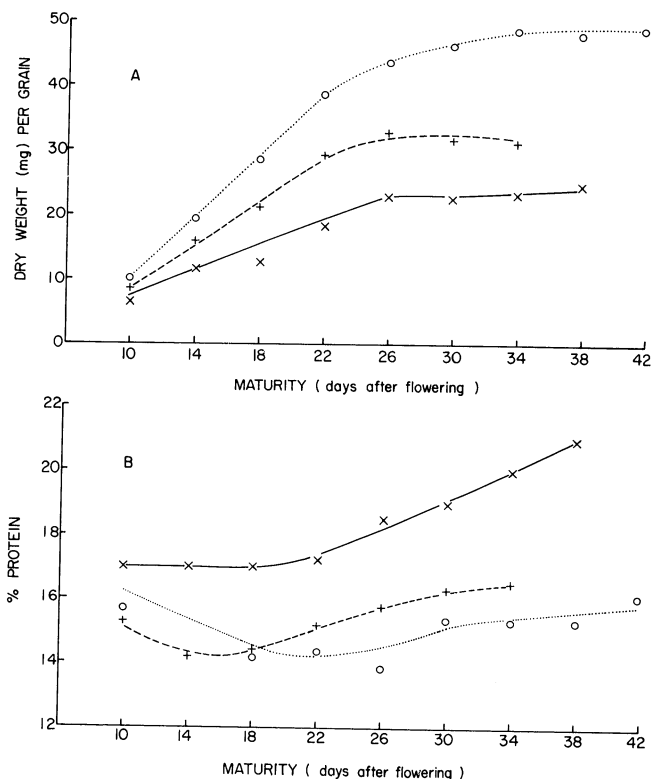 50
40
30
20
10
0
DRY WEIGHT (mg) PER GRAIN
A
10 14 18 22 26 30 34 38 42
MATURITY ( days after flowering )
22
20
18
16
14
12
% PROTEIN
B
10 14 18 22 26 30 34 38 42
MATURITY ( days after flowering )